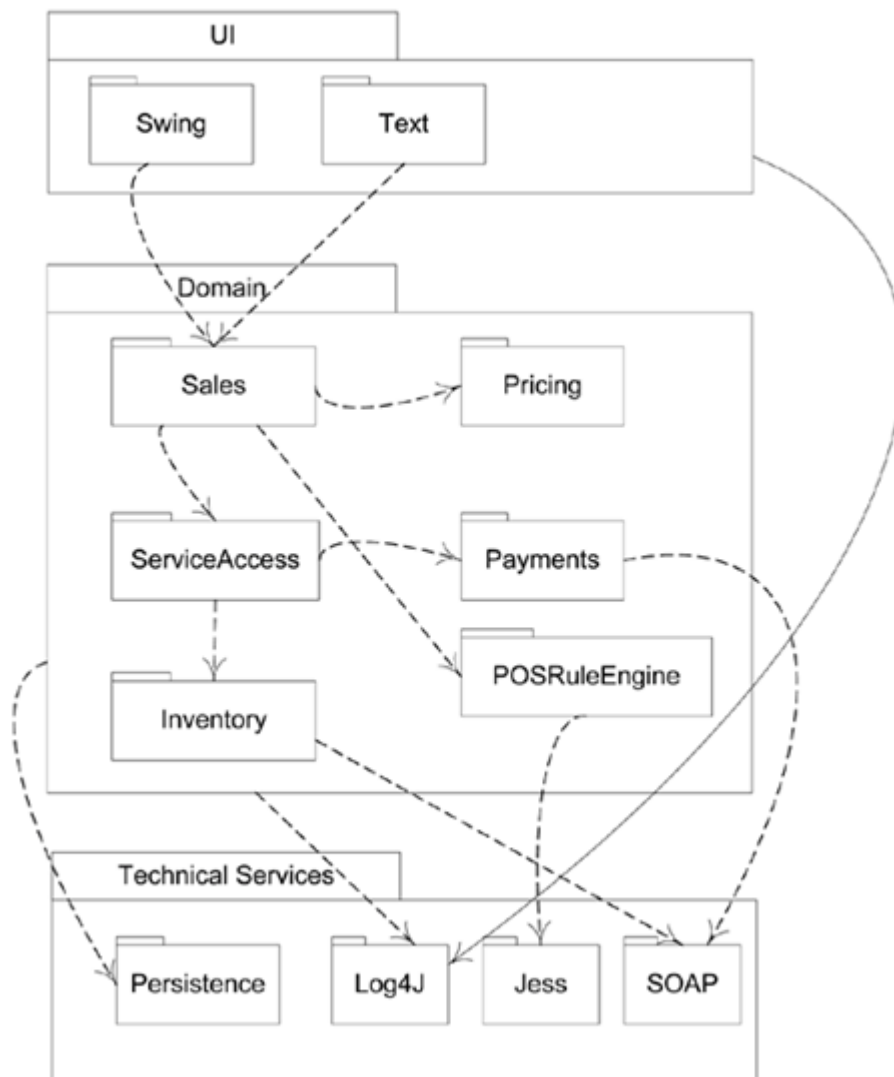 UI
Swing
Text
Domain
Sales
Pricing
ServiceAccess
Payments
POSRuleEngine
Inventory
Technical Services
Persistence
Log4J
Jess
SOAP